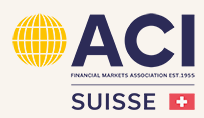 ACI
FINANCIAL MARKETS ASSOCIATION EST.1955
SUISSE